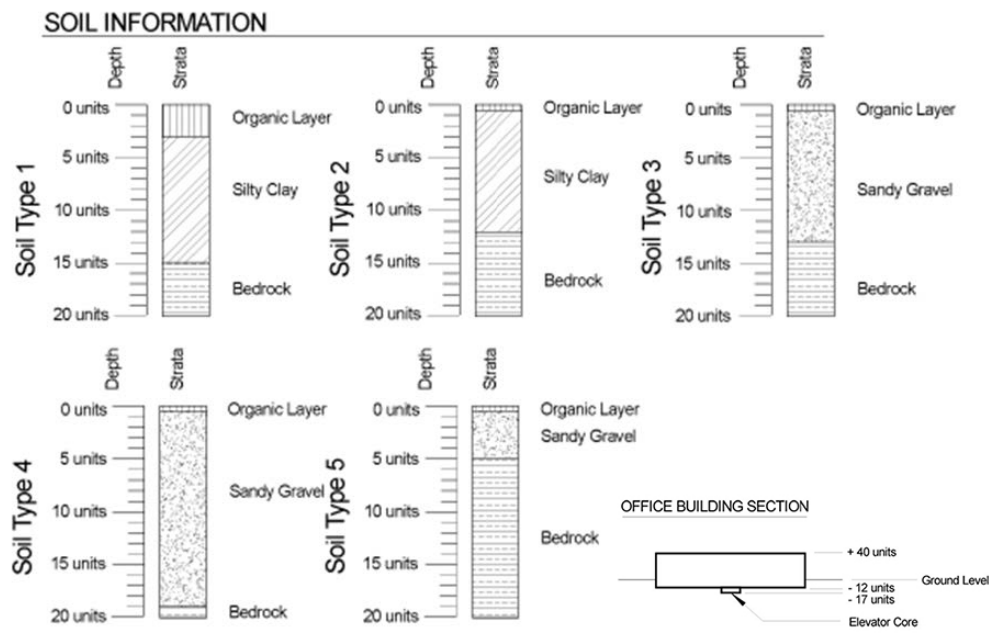 SOIL INFORMATION
Soil Type 1
Depth
Strata
0 units
5 units
10 units
15 units
20 units
Organic Layer
Silty Clay
Bedrock
Soil Type 2
Depth
Strata
0 units
5 units
10 units
15 units
20 units
Organic Layer
Silty Clay
Bedrock
Soil Type 3
Depth
Strata
0 units
5 units
10 units
15 units
20 units
Organic Layer
Sandy Gravel
Bedrock
Soil Type 4
Depth
Strata
0 units
5 units
10 units
15 units
20 units
Organic Layer
Sandy Gravel
Bedrock
Soil Type 5
Depth
Strata
0 units
5 units
10 units
15 units
20 units
Organic Layer
Sandy Gravel
Bedrock
OFFICE BUILDING SECTION
+ 40 units
Ground Level
- 12 units
- 17 units
Elevator Core